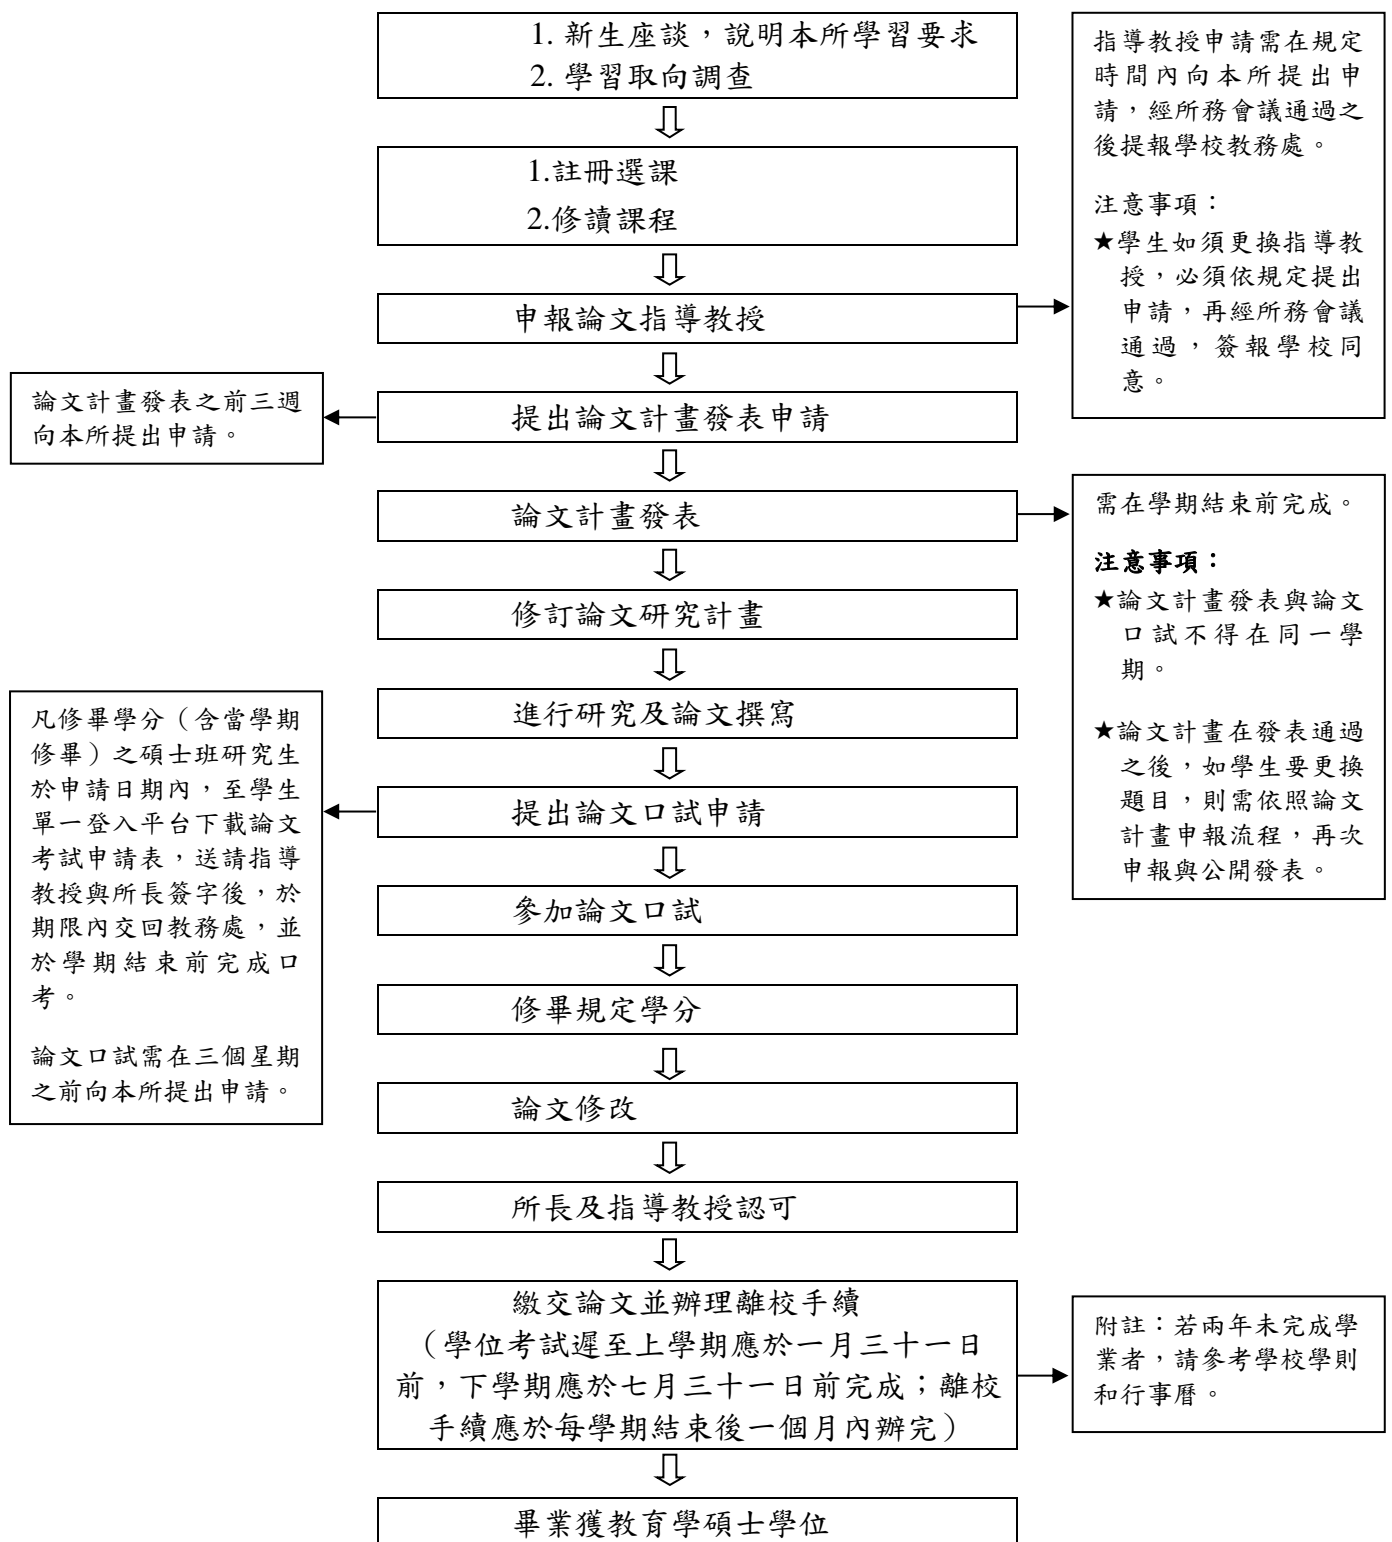 1. 新生座談，說明本所學習要求
2. 學習取向調查
指導教授申請需在規定
時間內向本所提出申
請，經所務會議通過之
後提報學校教務處。
注意事項：
★學生如須更換指導教
授，必須依規定提出
申請，再經所務會議
通過，簽報學校同
意。
1.註冊選課
2.修讀課程
申報論文指導教授
論文計畫發表之前三週
向本所提出申請。
提出論文計畫發表申請
論文計畫發表
需在學期結束前完成。
注意事項：
★論文計畫發表與論文
口試不得在同一學
期。
★論文計畫在發表通過
之後，如學生要更換
題目，則需依照論文
計畫申報流程，再次
申報與公開發表。
修訂論文研究計畫
進行研究及論文撰寫
凡修畢學分（含當學期
修畢）之碩士班研究生
於申請日期內，至學生
單一登入平台下載論文
考試申請表，送請指導
教授與所長簽字後，於
期限內交回教務處，並
於學期結束前完成口
考。
論文口試需在三個星期
之前向本所提出申請。
提出論文口試申請
參加論文口試
修畢規定學分
論文修改
所長及指導教授認可
繳交論文並辦理離校手續
（學位考試遲至上學期應於一月三十一日
前，下學期應於七月三十一日前完成；離校
手續應於每學期結束後一個月內辦完）
附註：若兩年未完成學
業者，請參考學校學則
和行事曆。
畢業獲教育學碩士學位